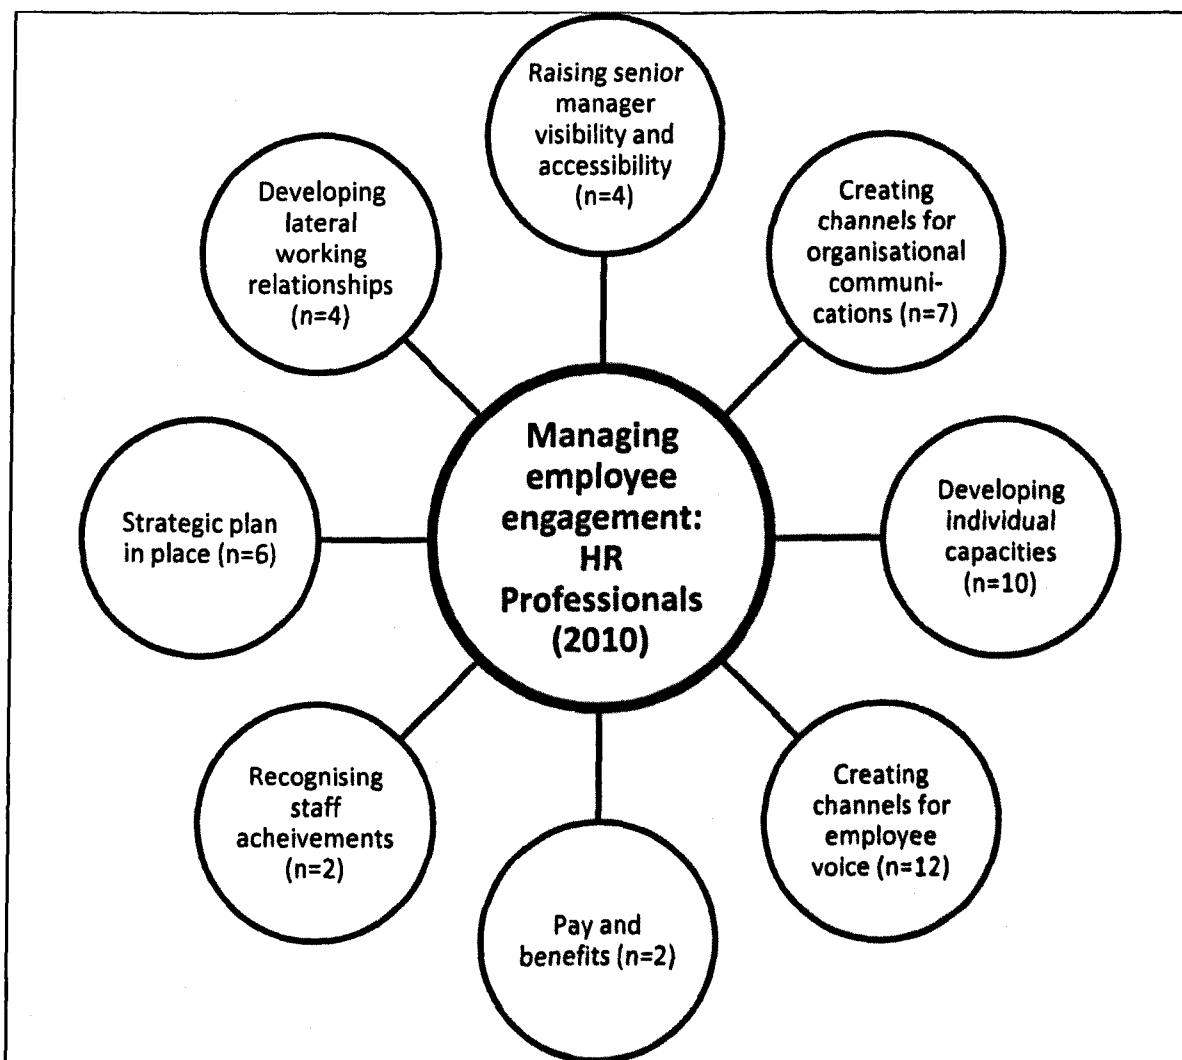 Raising senior
manager
visibility and
accessibility
(n=4)
Creating
channels for
organisational
communi-
cations (n=7)
Developing
individual
capacities
(n=10)
Creating
channels for
employee
voice (n=12)
Pay and
benefits (n=2)
Recognising
staff
acheivements
(n=2)
Strategic plan
in place (n=6)
Developing
lateral
working
relationships
(n=4)
Managing
employee
engagement:
HR
Professionals
(2010)